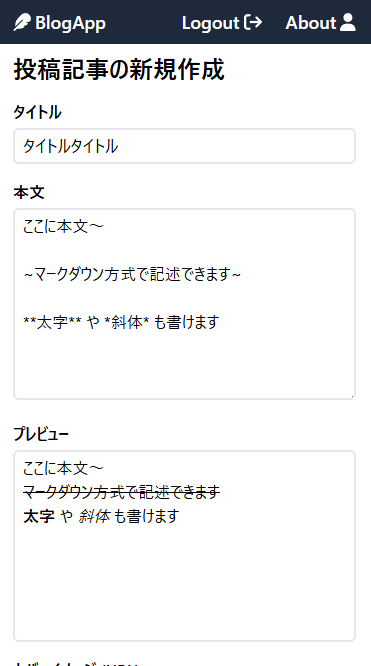 BlogApp Logout About
投稿記事の新規作成
タイトル
タイトルタイトル
本文
ここに本文～
~マークダウン方式で記述できます~
**太字** や *斜体* も書けます
プレビュー
ここに本文～
マークダウン方式で記述できます
太字 や 斜体 も書けます